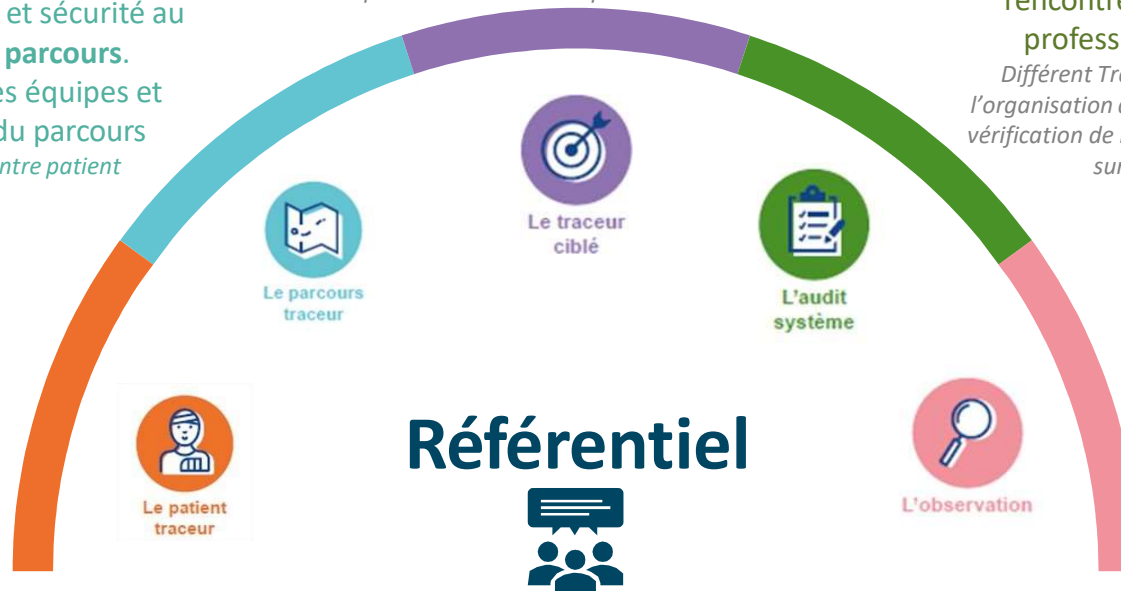 et sécurité au
parcours.
es équipes et
du parcours
ntre patient
rencontre
profess
Différent Tra
l'organisation
vérification de
sur
Le traceur
ciblé
Le parcours
traceur
L'audit
système
Référentiel
Le patient
traceur
L'observation